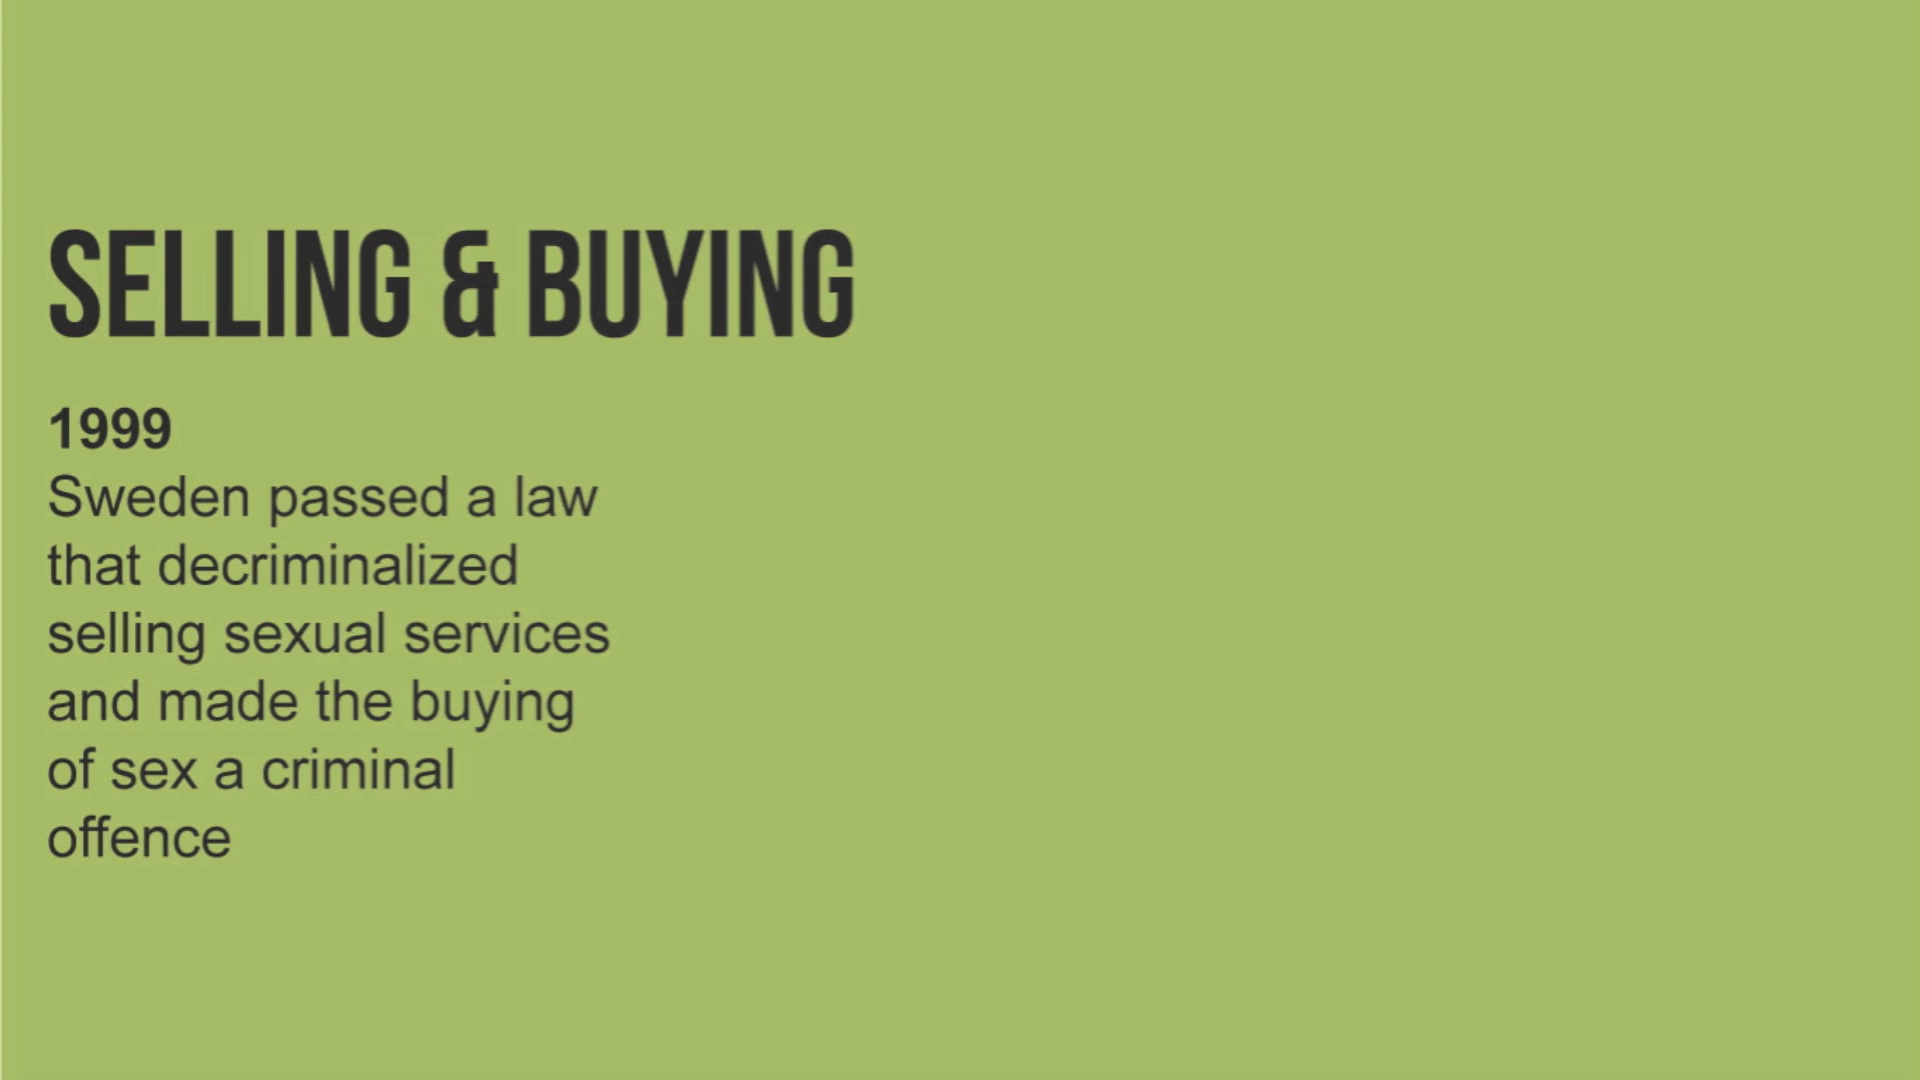 SELLING & BUYING
1999
Sweden passed a law
that decriminalized
selling sexual services
and made the buying
of sex a criminal
offence